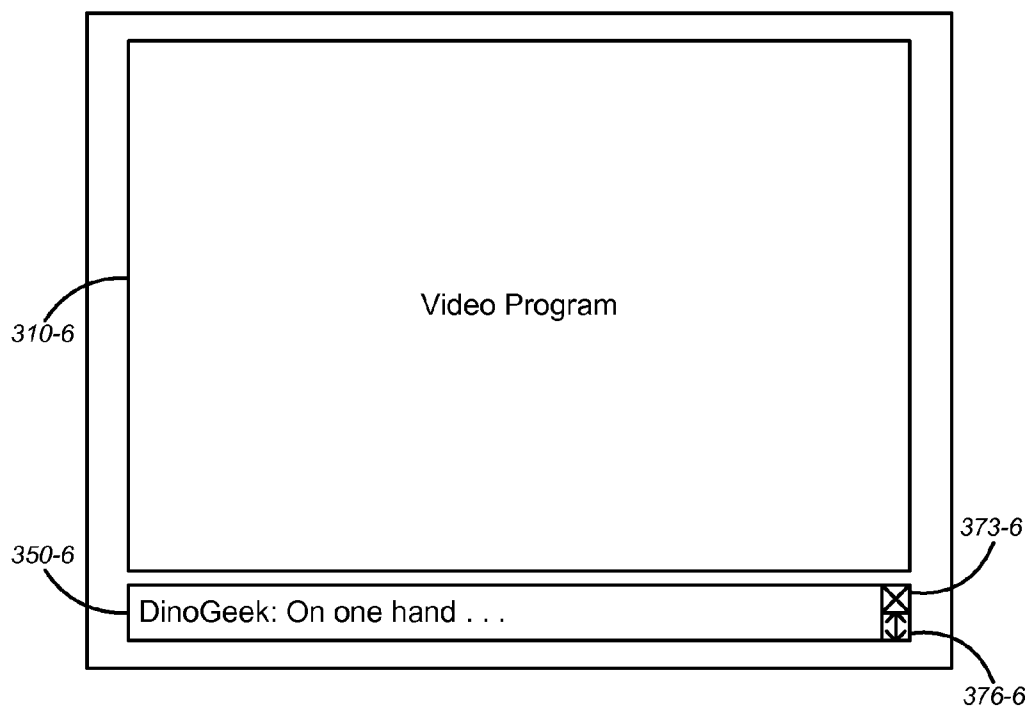 Video Program
310-6
350-6
373-6
DinoGeek: On one hand . . .
376-6